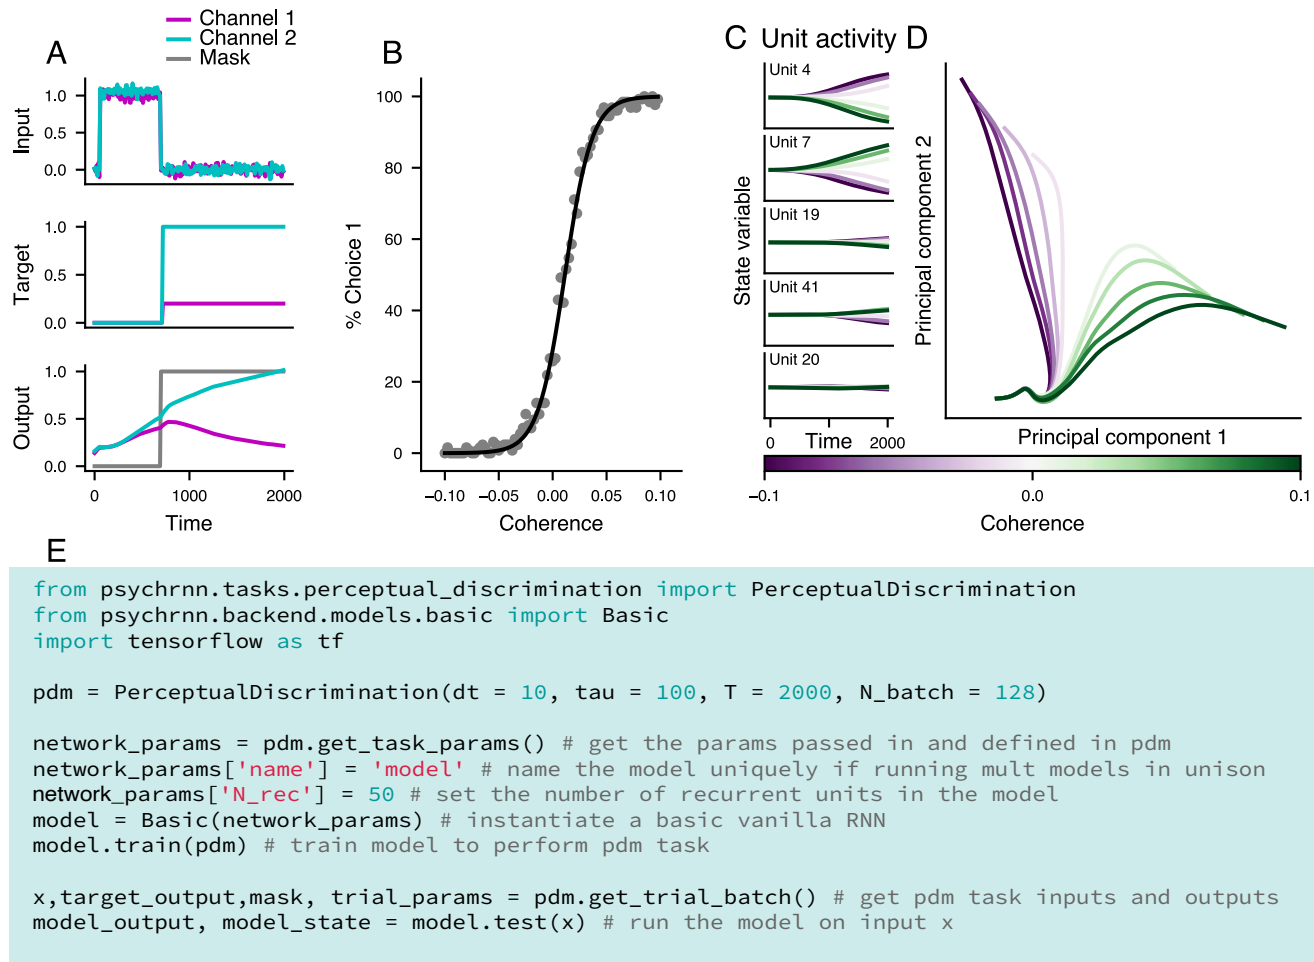 A
Channel 1
Channel 2
Mask
Input
1.0
0.5
0.0
Target
1.0
0.5
0.0
Output
1.0
0.5
0.0
0 1000 2000
Time
B
% Choice 1
100
80
60
40
20
0
−0.10 −0.05 0.00 0.05 0.10
Coherence
C Unit activity
State variable
Unit 4
Unit 7
Unit 19
Unit 41
Unit 20
0 Time 2000
D
Principal component 2
Principal component 1
−0.1 0.0 0.1
Coherence
E
from psychrnn.tasks.perceptual_discrimination import PerceptualDiscrimination
from psychrnn.backend.models.basic import Basic
import tensorflow as tf
pdm = PerceptualDiscrimination(dt = 10, tau = 100, T = 2000, N_batch = 128)
network_params = pdm.get_task_params() # get the params passed in and defined in pdm
network_params['name'] = 'model' # name the model uniquely if running mult models in unison
network_params['N_rec'] = 50 # set the number of recurrent units in the model
model = Basic(network_params) # instantiate a basic vanilla RNN
model.train(pdm) # train model to perform pdm task
x,target_output,mask, trial_params = pdm.get_trial_batch() # get pdm task inputs and outputs
model_output, model_state = model.test(x) # run the model on input x